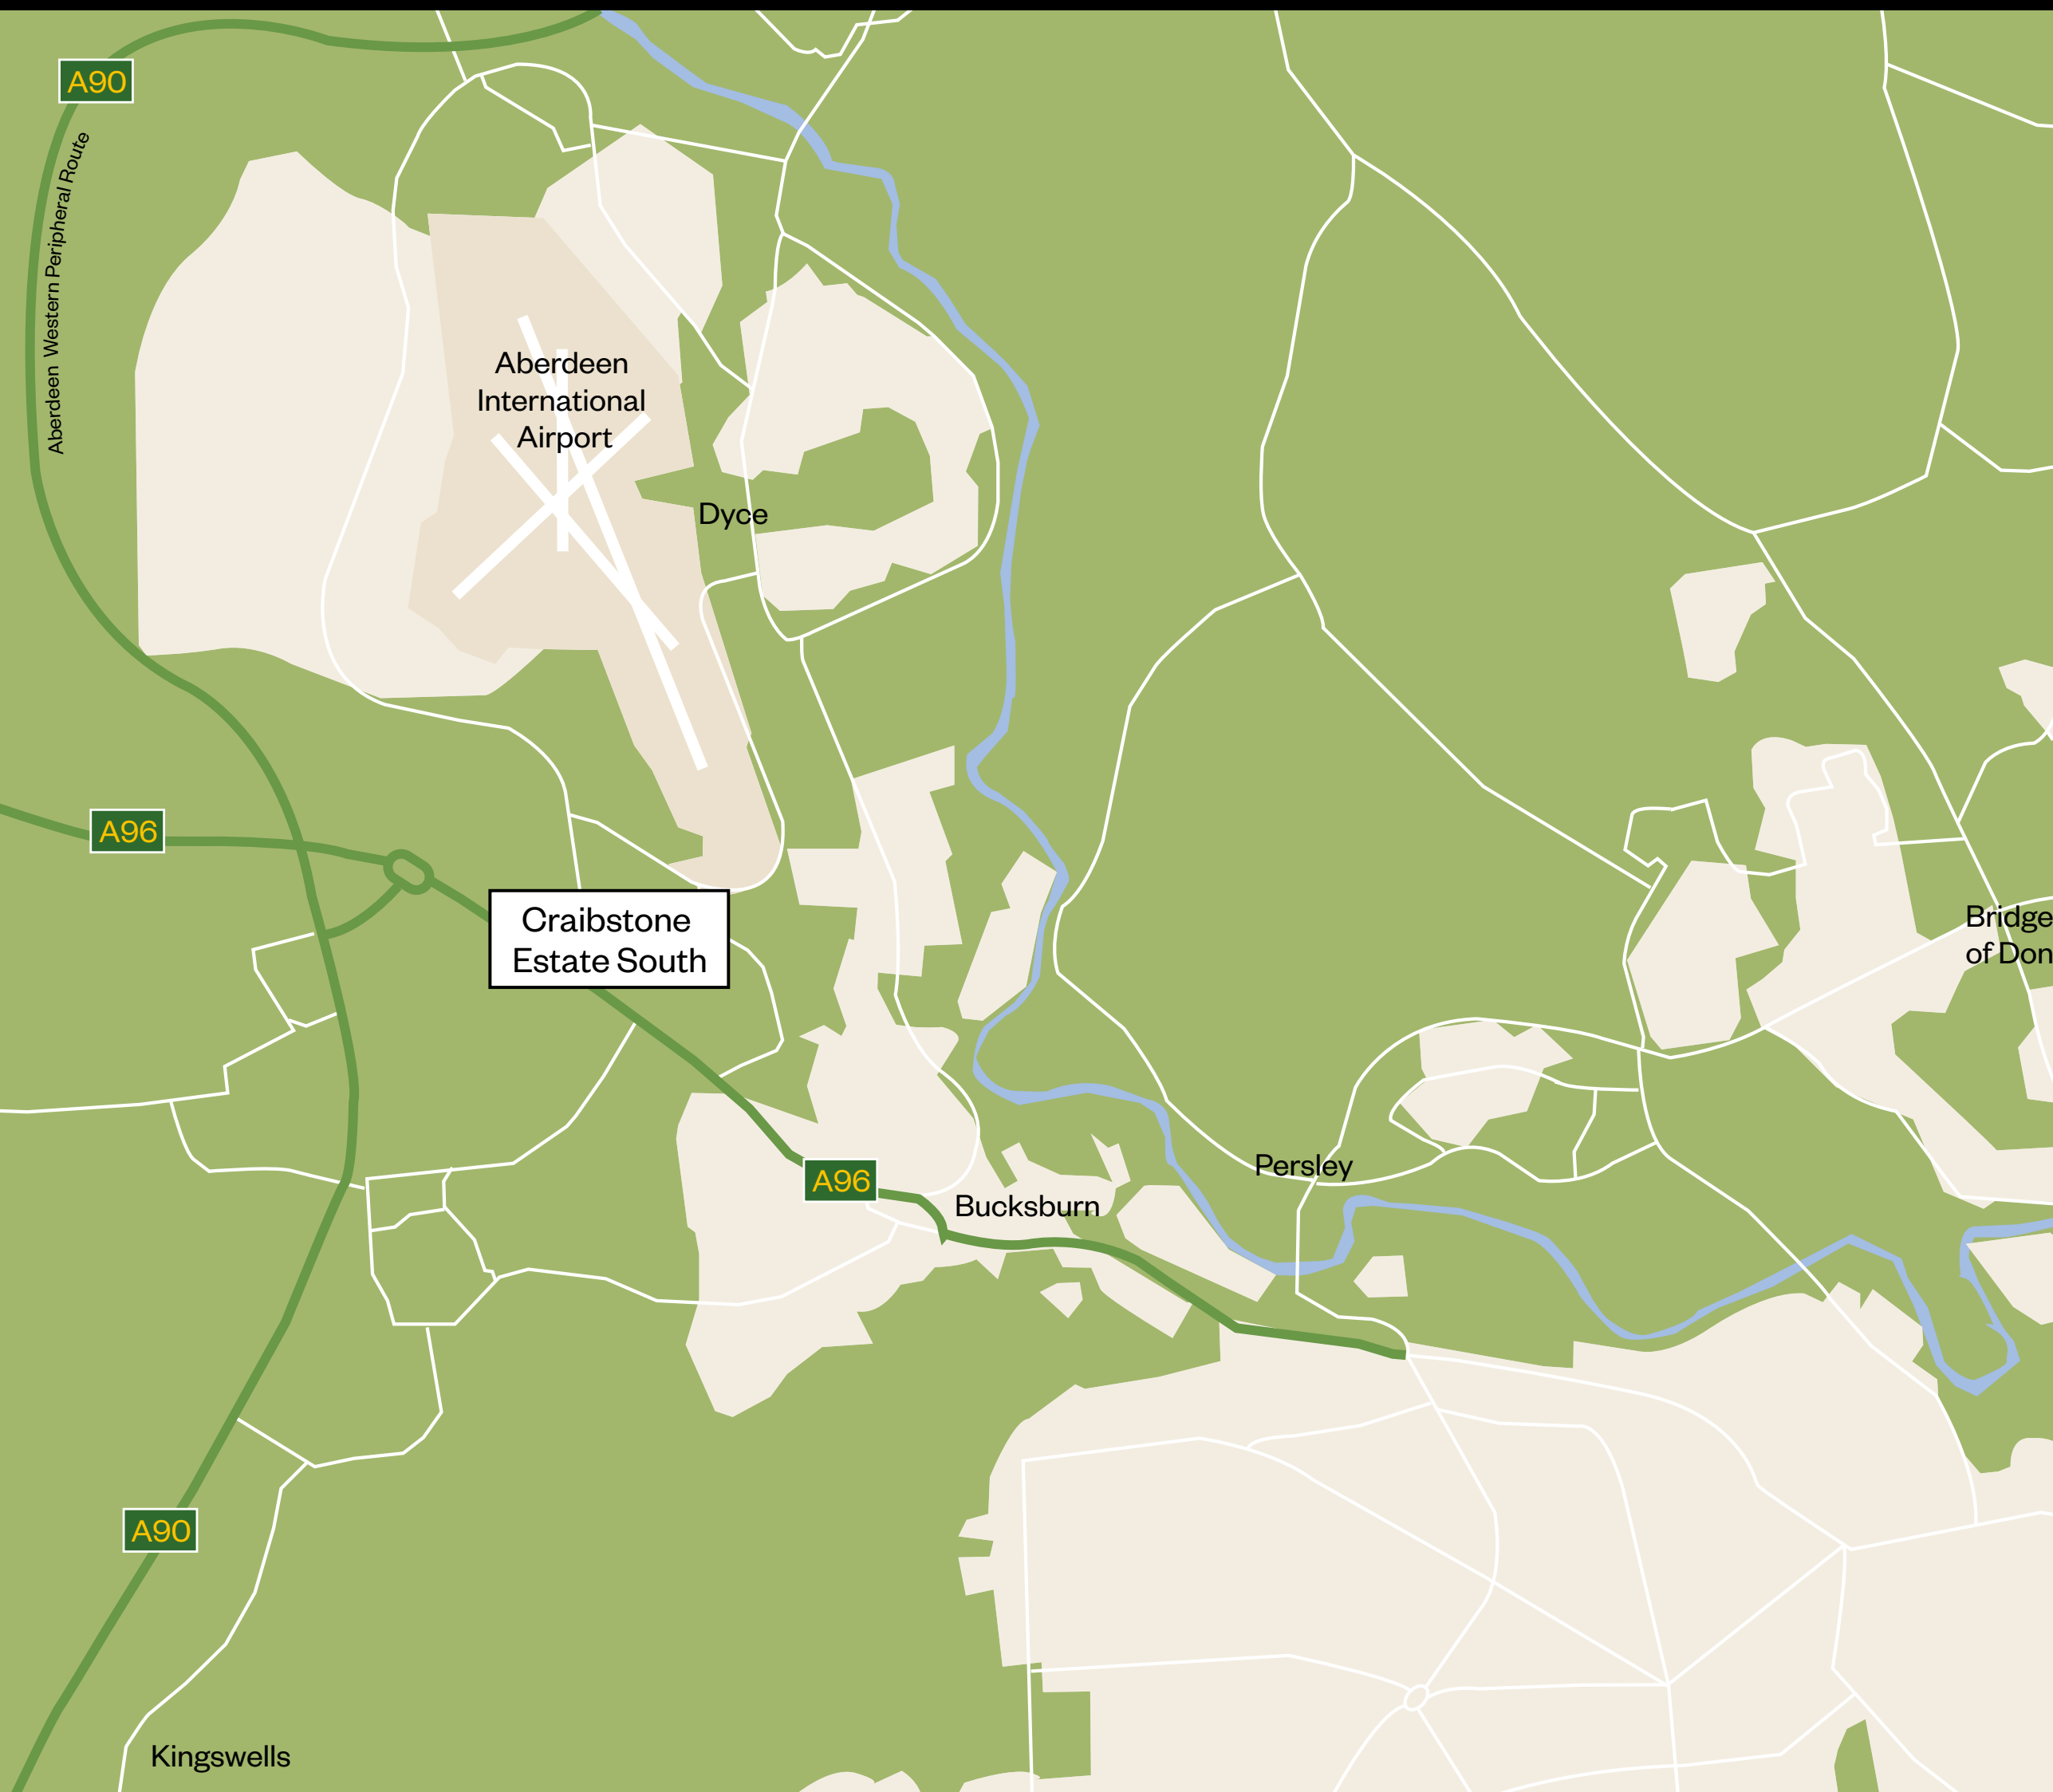 A90
Aberdeen Western Peripheral Route
Aberdeen
International
Airport
Dyce
A96
Craibstone
Estate South
Bridge
of Don
Persley
A96
Bucksburn
A90
Kingswells